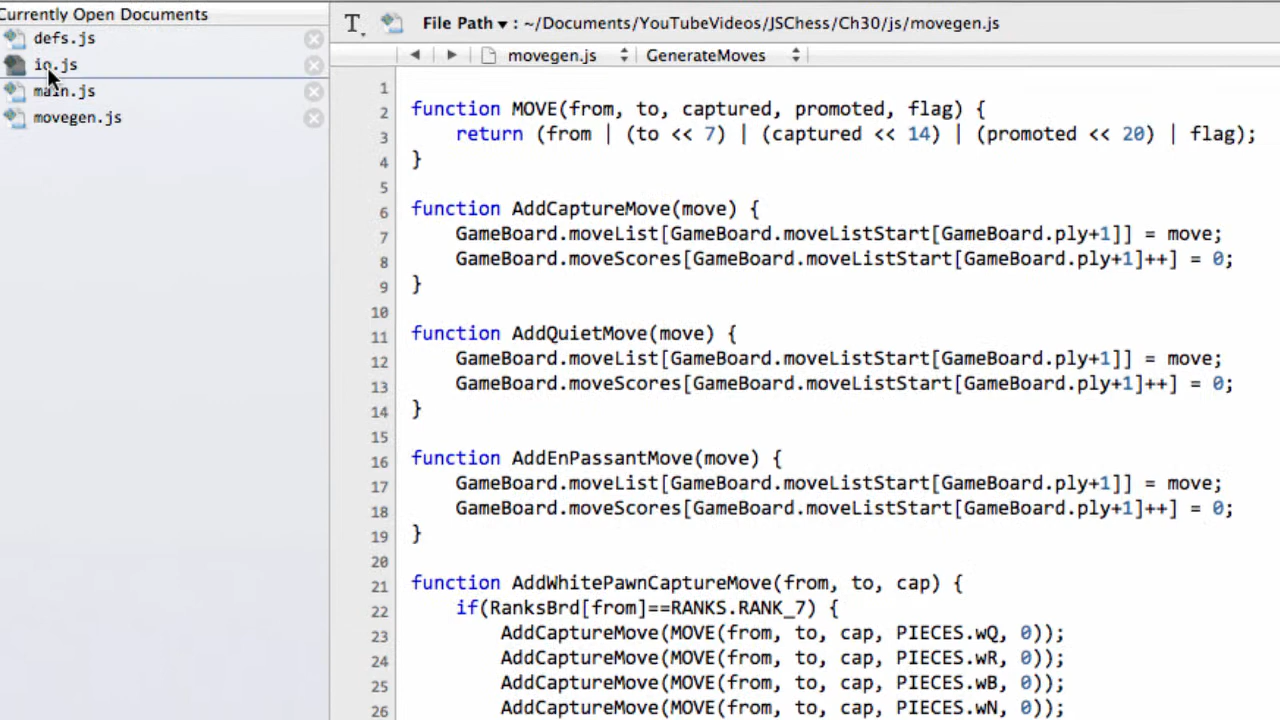 Currently Open Documents
defs.js
io.js
main.js
movegen.js
T File Path : ~/Documents/YouTubeVideos/JSChess/Ch30/js/movegen.js
movegen.js GenerateMoves
1
2 function MOVE(from, to, captured, promoted, flag) {
3 return (from | (to << 7) | (captured << 14) | (promoted << 20) | flag);
4 }
5
6 function AddCaptureMove(move) {
7 GameBoard.moveList[GameBoard.moveListStart[GameBoard.ply+1]] = move;
8 GameBoard.moveScores[GameBoard.moveListStart[GameBoard.ply+1]++] = 0;
9 }
10
11 function AddQuietMove(move) {
12 GameBoard.moveList[GameBoard.moveListStart[GameBoard.ply+1]] = move;
13 GameBoard.moveScores[GameBoard.moveListStart[GameBoard.ply+1]++] = 0;
14 }
15
16 function AddEnPassantMove(move) {
17 GameBoard.moveList[GameBoard.moveListStart[GameBoard.ply+1]] = move;
18 GameBoard.moveScores[GameBoard.moveListStart[GameBoard.ply+1]++] = 0;
19 }
20
21 function AddWhitePawnCaptureMove(from, to, cap) {
22 if(RanksBrd[from]==RANKS.RANK_7) {
23 AddCaptureMove(MOVE(from, to, cap, PIECES.wQ, 0));
24 AddCaptureMove(MOVE(from, to, cap, PIECES.wR, 0));
25 AddCaptureMove(MOVE(from, to, cap, PIECES.wB, 0));
26 AddCaptureMove(MOVE(from, to, cap, PIECES.wN, 0));